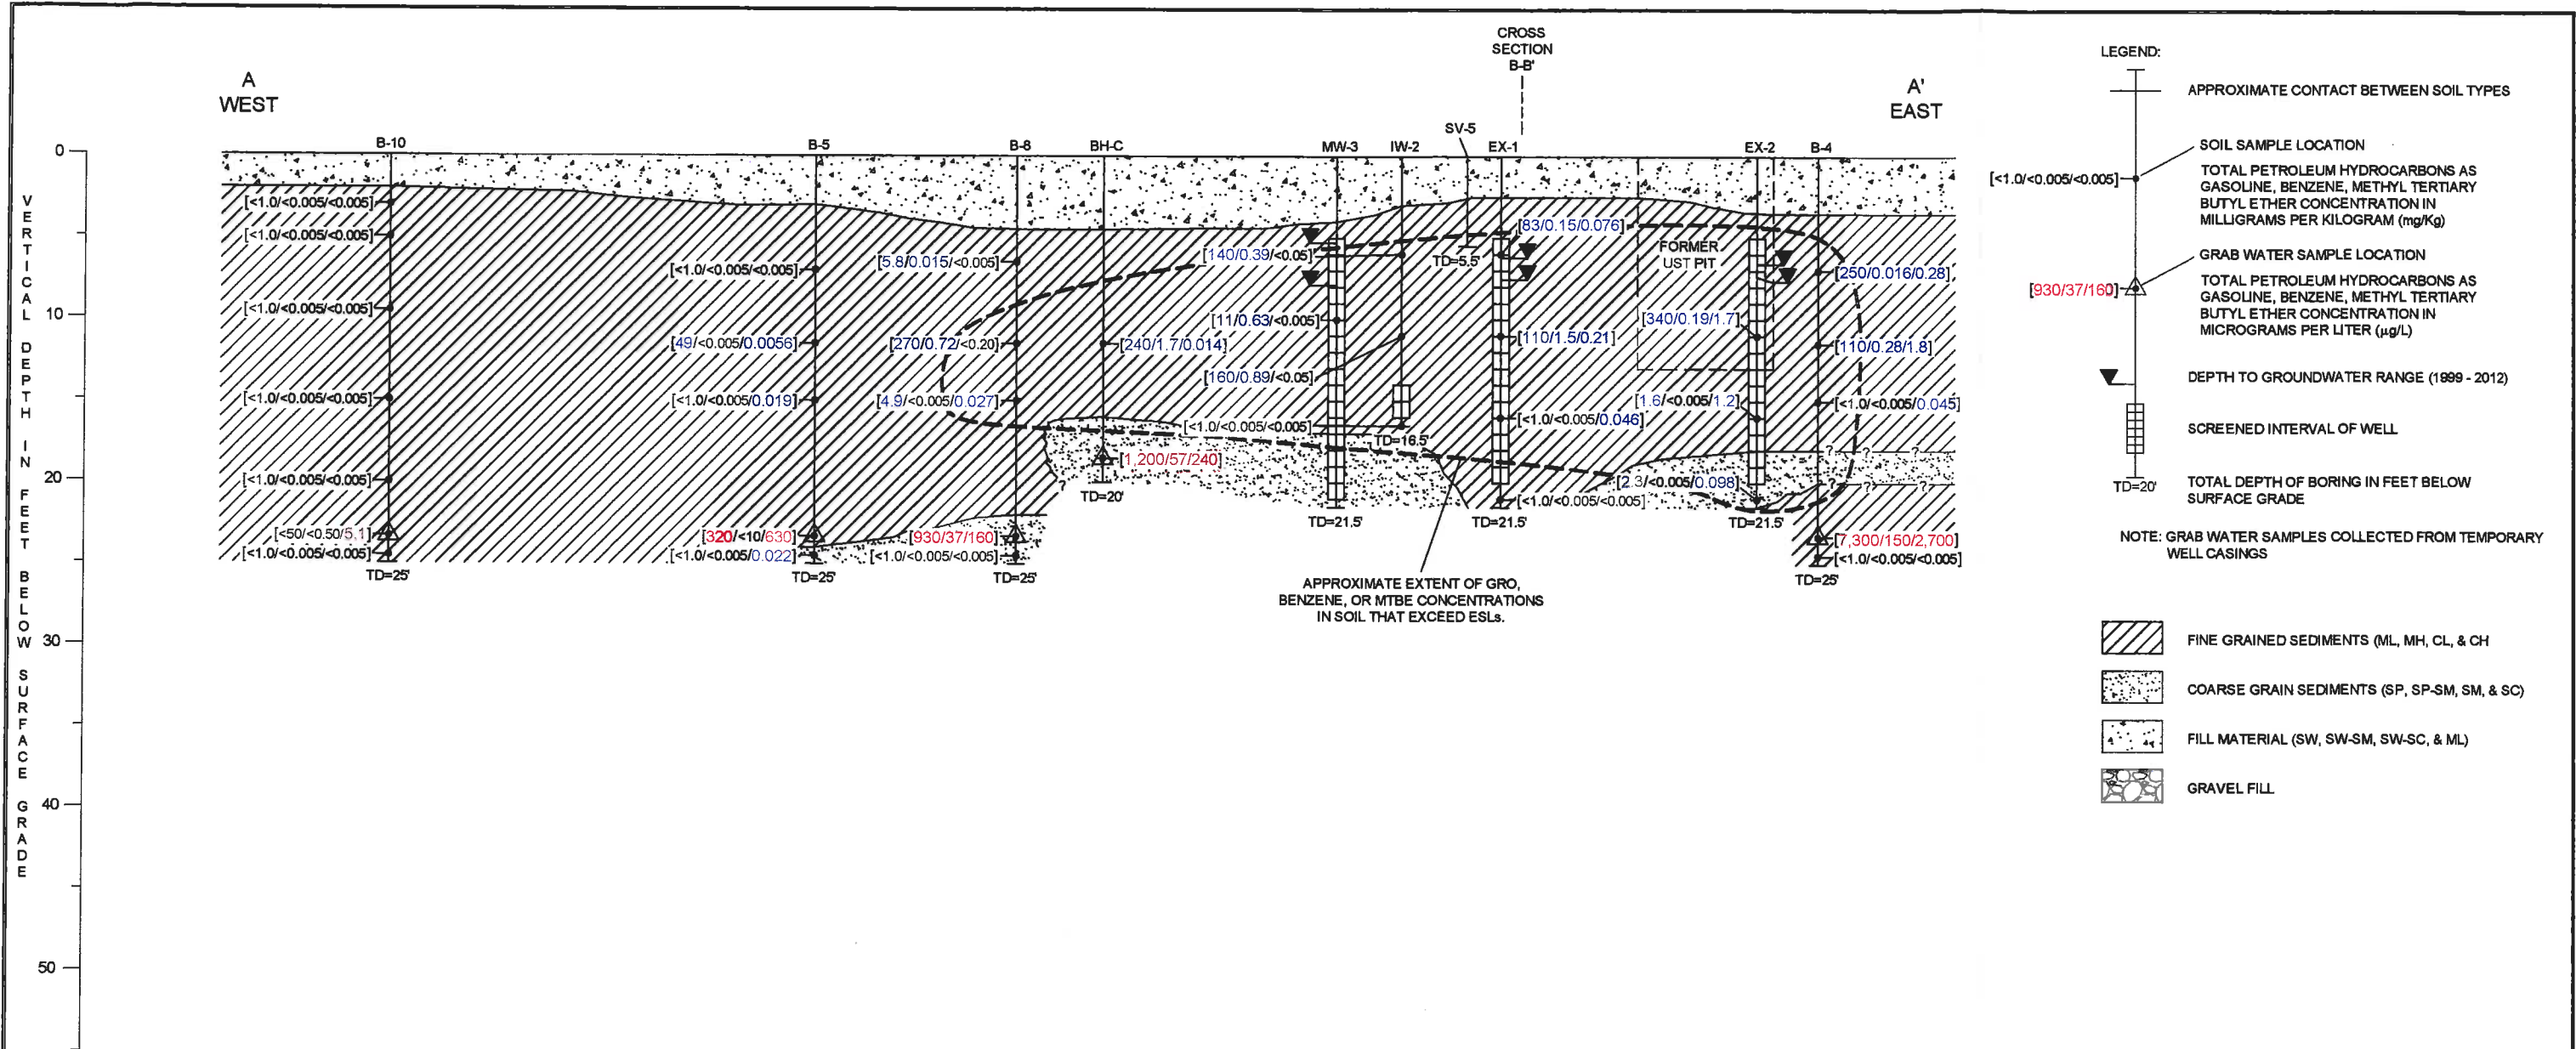 CROSS
SECTION
B-B'
A
WEST
A'
EAST
B-10
B-5
B-8
BH-C
MW-3
IW-2
SV-5
EX-1
EX-2
B-4
VERTICAL DEPTH IN FEET BELOW SURFACE GRADE
0
10
20
30
40
50
[<1.0/<0.005/<0.005]
[<1.0/<0.005/<0.005]
[<1.0/<0.005/<0.005]
[<1.0/<0.005/<0.005]
[<1.0/<0.005/<0.005]
[<50/<0.50/5.1]
[<1.0/<0.005/<0.005]
TD=25'
[<1.0/<0.005/<0.005]
[49/<0.005/0.0056]
[<1.0/<0.005/0.019]
[320/<10/630]
[<1.0/<0.005/0.022]
TD=25'
[5.8/0.015/<0.005]
[270/0.72/<0.20]
[4.9/<0.005/0.027]
[930/37/160]
[<1.0/<0.005/<0.005]
TD=25'
[240/1.7/0.014]
[1,200/57/240]
TD=20'
?
[140/0.39/<0.05]
[11/0.63/<0.005]
[160/0.89/<0.05]
[<1.0/<0.005/<0.005]
TD=16.5'
TD=21.5'
TD=5.5'
[83/0.15/0.076]
[110/1.5/0.21]
[<1.0/<0.005/0.046]
[<1.0/<0.005/<0.005]
TD=21.5'
FORMER
UST PIT
[340/0.19/1.7]
[1.6/<0.005/1.2]
[2.3/<0.005/0.098]
TD=21.5'
[250/0.016/0.28]
[110/0.28/1.8]
[<1.0/<0.005/0.045]
? ? ?
? ? ?
[7,300/150/2,700]
[<1.0/<0.005/<0.005]
TD=25'
APPROXIMATE EXTENT OF GRO,
BENZENE, OR MTBE CONCENTRATIONS
IN SOIL THAT EXCEED ESLs.
LEGEND:
APPROXIMATE CONTACT BETWEEN SOIL TYPES
SOIL SAMPLE LOCATION
[<1.0/<0.005/<0.005]
TOTAL PETROLEUM HYDROCARBONS AS
GASOLINE, BENZENE, METHYL TERTIARY
BUTYL ETHER CONCENTRATION IN
MILLIGRAMS PER KILOGRAM (mg/Kg)
GRAB WATER SAMPLE LOCATION
[930/37/160]
TOTAL PETROLEUM HYDROCARBONS AS
GASOLINE, BENZENE, METHYL TERTIARY
BUTYL ETHER CONCENTRATION IN
MICROGRAMS PER LITER (µg/L)
DEPTH TO GROUNDWATER RANGE (1999 - 2012)
SCREENED INTERVAL OF WELL
TD=20'
TOTAL DEPTH OF BORING IN FEET BELOW
SURFACE GRADE
NOTE: GRAB WATER SAMPLES COLLECTED FROM TEMPORARY
WELL CASINGS
FINE GRAINED SEDIMENTS (ML, MH, CL, & CH
COARSE GRAIN SEDIMENTS (SP, SP-SM, SM, & SC)
FILL MATERIAL (SW, SW-SM, SW-SC, & ML)
GRAVEL FILL